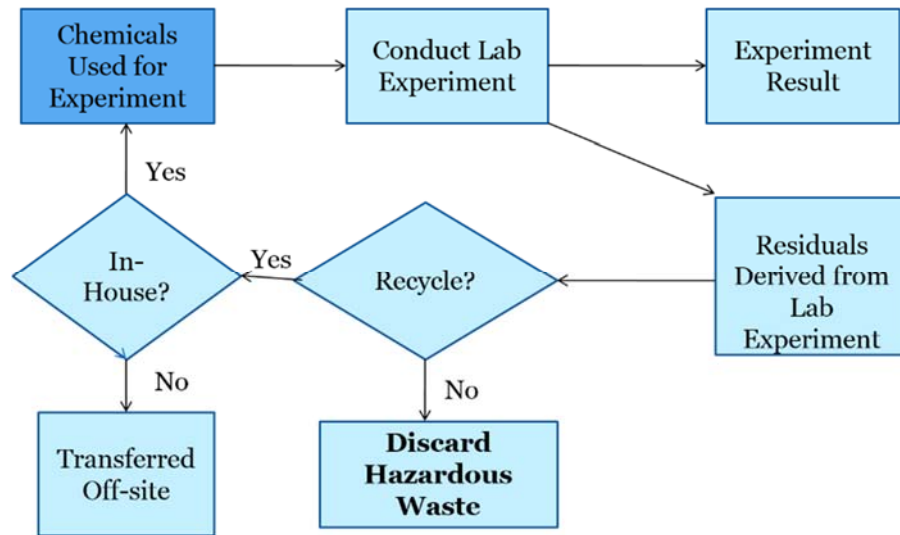 Chemicals
Used for
Experiment
Conduct Lab
Experiment
Experiment
Result
Yes
In-
House?
Yes
Recycle?
Residuals
Derived from
Lab
Experiment
No
No
Transferred
Off-site
Discard
Hazardous
Waste